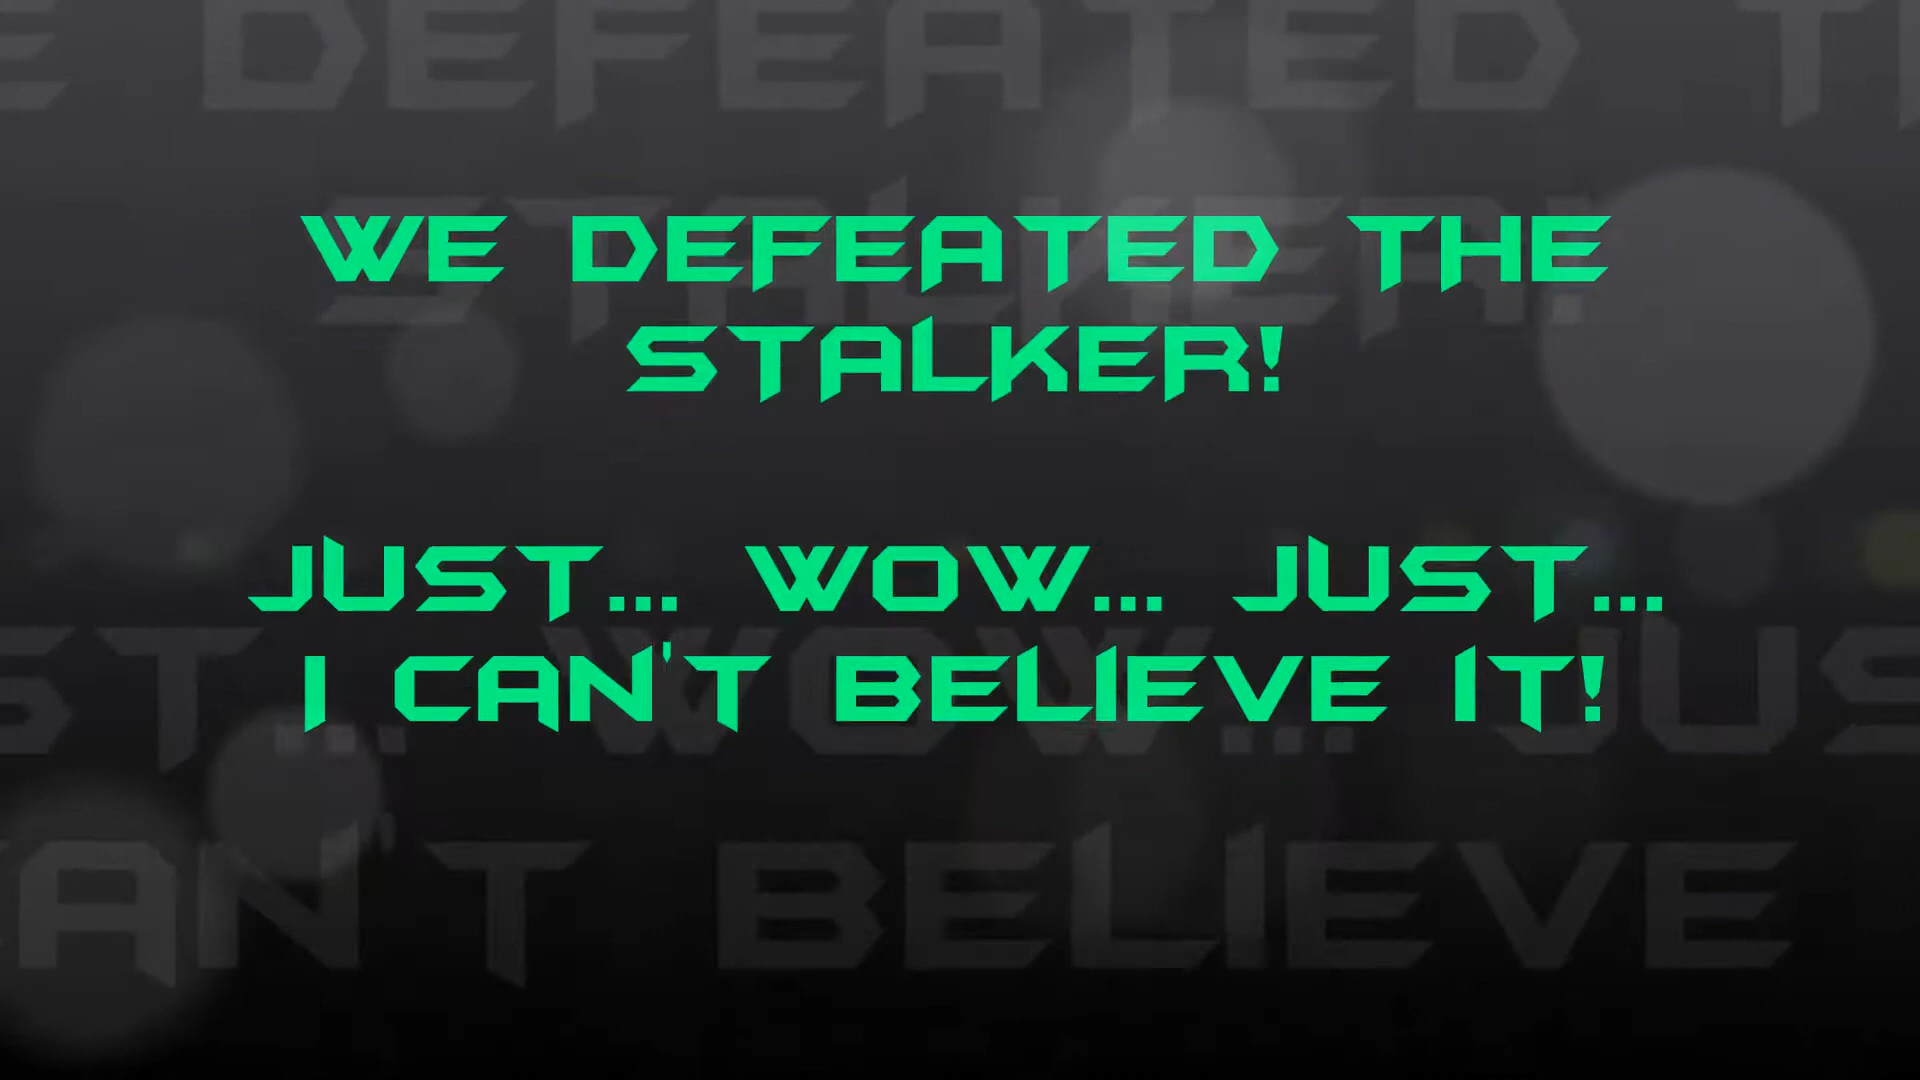 WE DEFEATED THE
STALKER!
JUST... WOW... JUST...
I CAN'T BELIEVE IT!